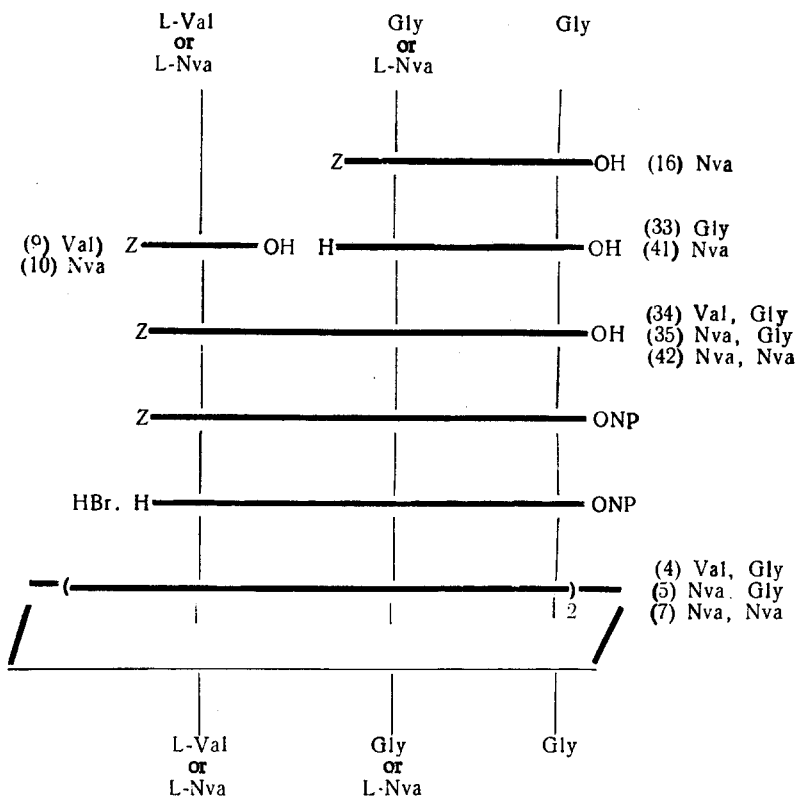 L-Val Gly Gly
or or
L-Nva L-Nva
Z OH (16) Nva
(9) Val) Z OH H OH (33) Gly
(10) Nva (41) Nva
Z OH (34) Val, Gly
(35) Nva, Gly
(42) Nva, Nva
Z ONP
HBr. H ONP
( ) 2 (4) Val, Gly
(5) Nva. Gly
(7) Nva, Nva
L-Val Gly Gly
or or
L-Nva L-Nva